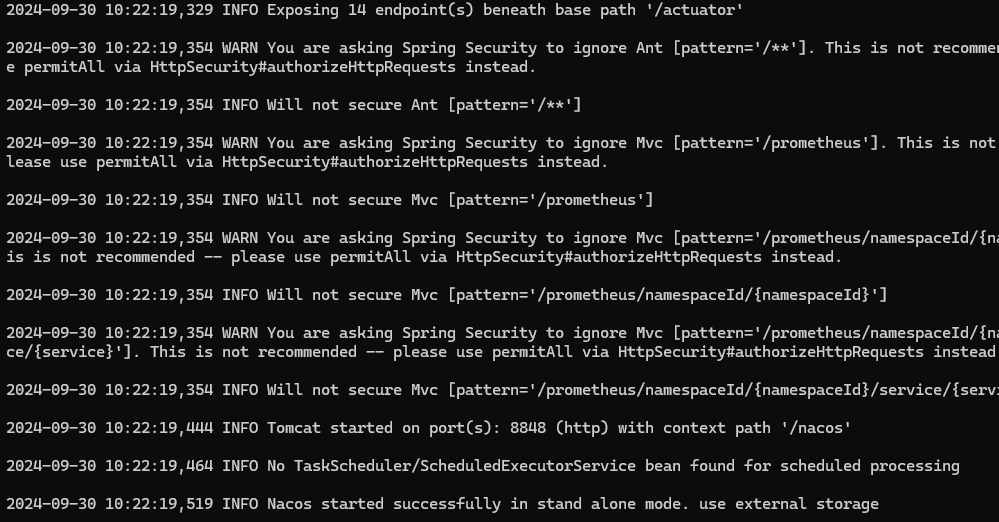 2024-09-30 10:22:19,329 INFO Exposing 14 endpoint(s) beneath base path '/actuator'
2024-09-30 10:22:19,354 WARN You are asking Spring Security to ignore Ant [pattern='/**']. This is not recomme
e permitAll via HttpSecurity#authorizeHttpRequests instead.
2024-09-30 10:22:19,354 INFO Will not secure Ant [pattern='/**']
2024-09-30 10:22:19,354 WARN You are asking Spring Security to ignore Mvc [pattern='/prometheus']. This is not
lease use permitAll via HttpSecurity#authorizeHttpRequests instead.
2024-09-30 10:22:19,354 INFO Will not secure Mvc [pattern='/prometheus']
2024-09-30 10:22:19,354 WARN You are asking Spring Security to ignore Mvc [pattern='/prometheus/namespaceId/{na
is is not recommended -- please use permitAll via HttpSecurity#authorizeHttpRequests instead.
2024-09-30 10:22:19,354 INFO Will not secure Mvc [pattern='/prometheus/namespaceId/{namespaceId}']
2024-09-30 10:22:19,354 WARN You are asking Spring Security to ignore Mvc [pattern='/prometheus/namespaceId/{na
ce/{service}']. This is not recommended -- please use permitAll via HttpSecurity#authorizeHttpRequests instead
2024-09-30 10:22:19,354 INFO Will not secure Mvc [pattern='/prometheus/namespaceId/{namespaceId}/service/{servi
2024-09-30 10:22:19,444 INFO Tomcat started on port(s): 8848 (http) with context path '/nacos'
2024-09-30 10:22:19,464 INFO No TaskScheduler/ScheduledExecutorService bean found for scheduled processing
2024-09-30 10:22:19,519 INFO Nacos started successfully in stand alone mode. use external storage